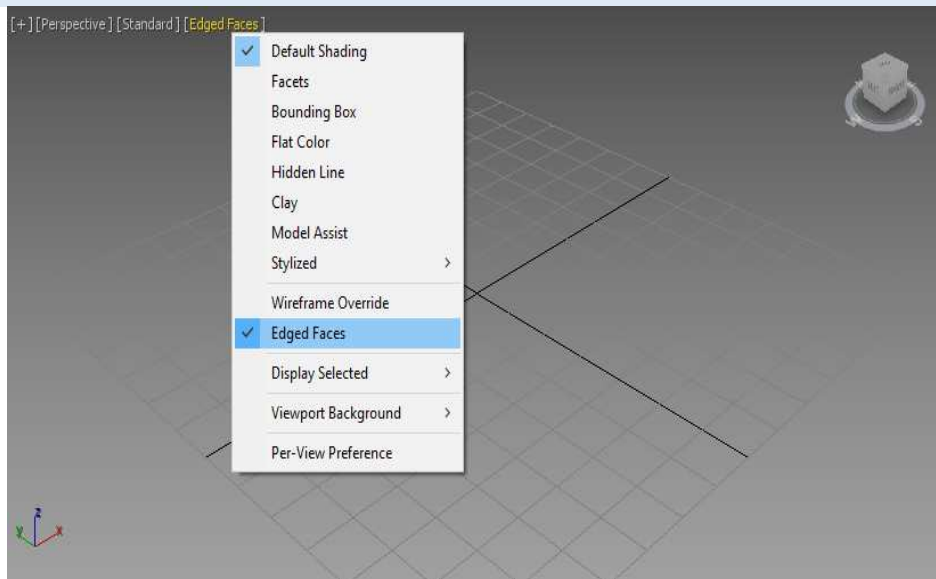 [+] [Perspective] [Standard] [Edged Faces]
Default Shading
Facets
Bounding Box
Flat Color
Hidden Line
Clay
Model Assist
Stylized
Wireframe Override
Edged Faces
Display Selected
Viewport Background
Per-View Preference
z
y
x